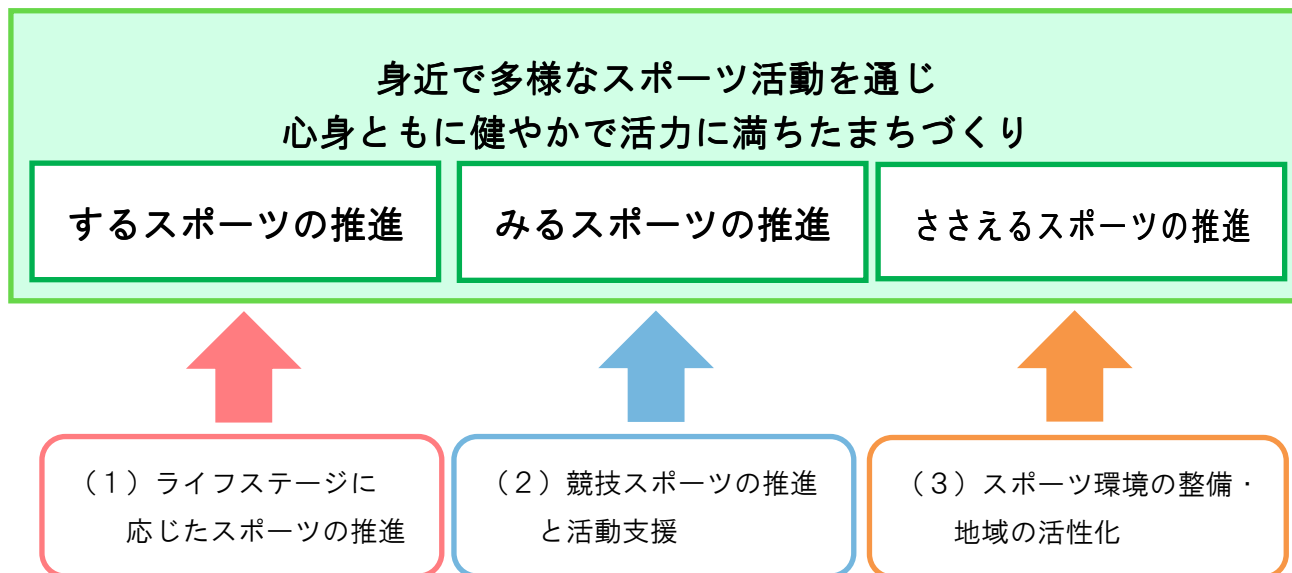 身近で多様なスポーツ活動を通じ
心身ともに健やかで活力に満ちたまちづくり
するスポーツの推進
みるスポーツの推進
ささえるスポーツの推進
（１）ライフステージに
応じたスポーツの推進
（２）競技スポーツの推進
と活動支援
（３）スポーツ環境の整備・
地域の活性化